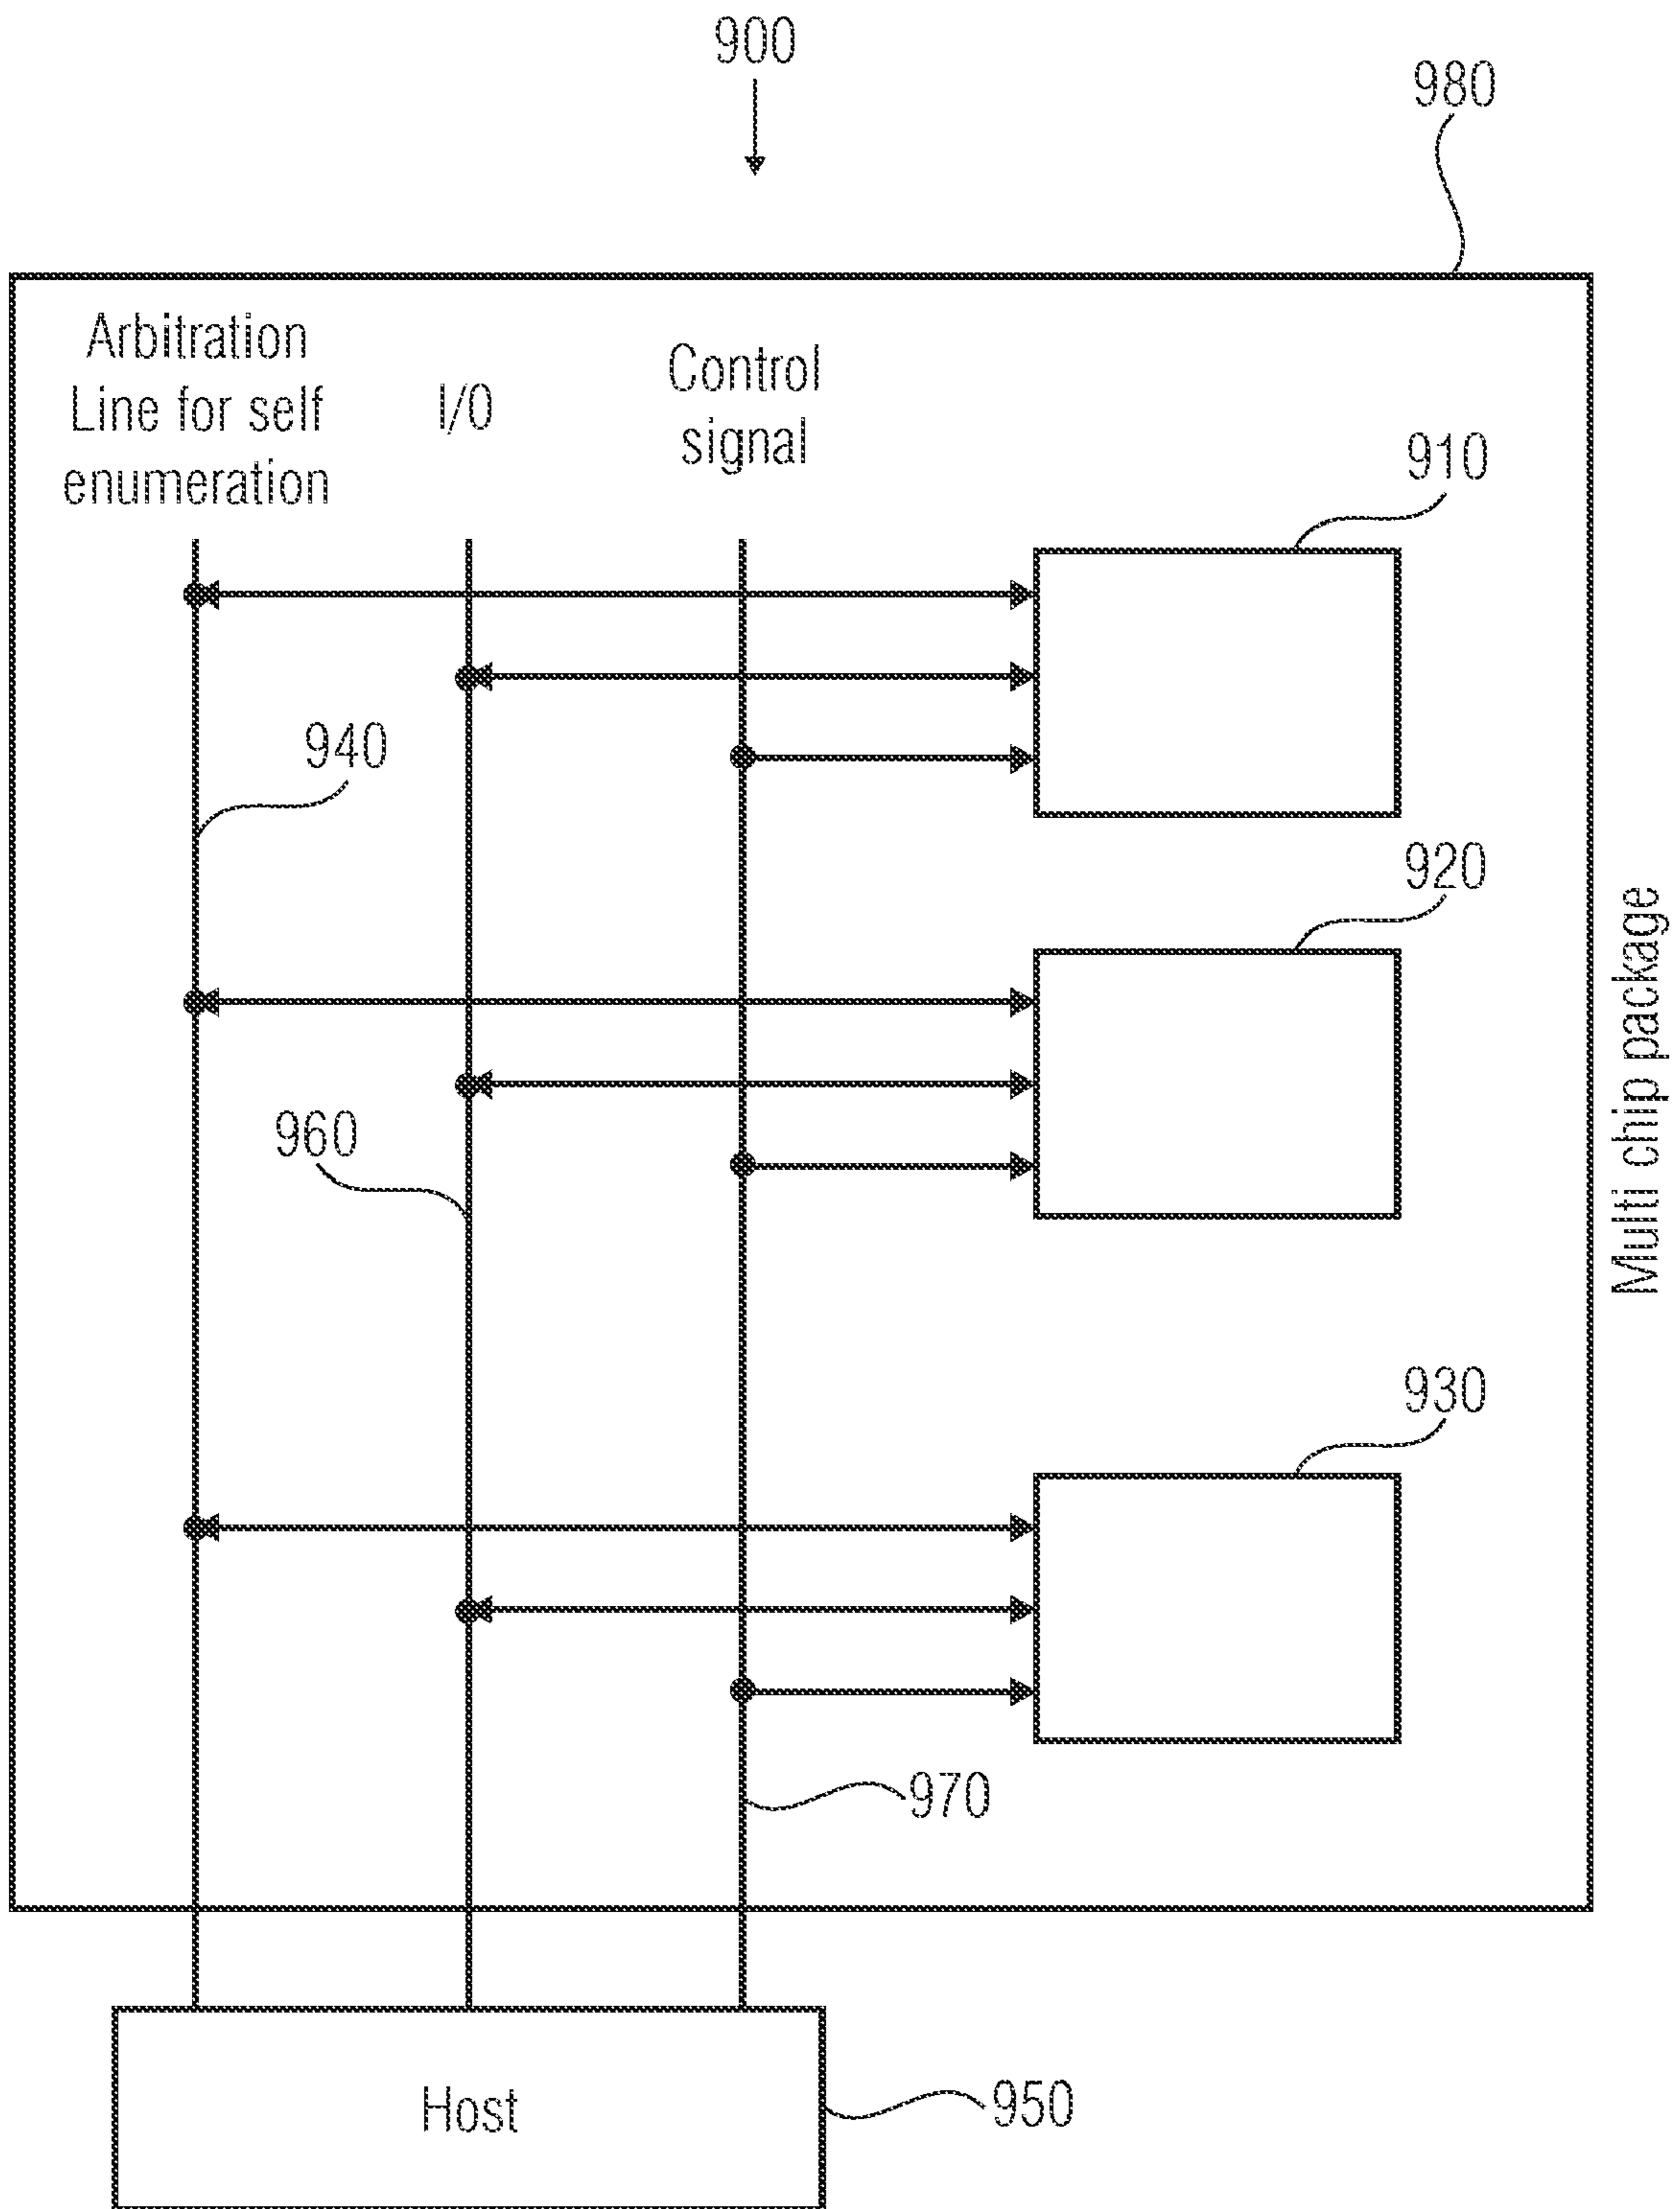 900
980
Arbitration
Line for self
enumeration
I/0
Control
signal
910
940
920
Multi chip package
960
930
970
Host
950